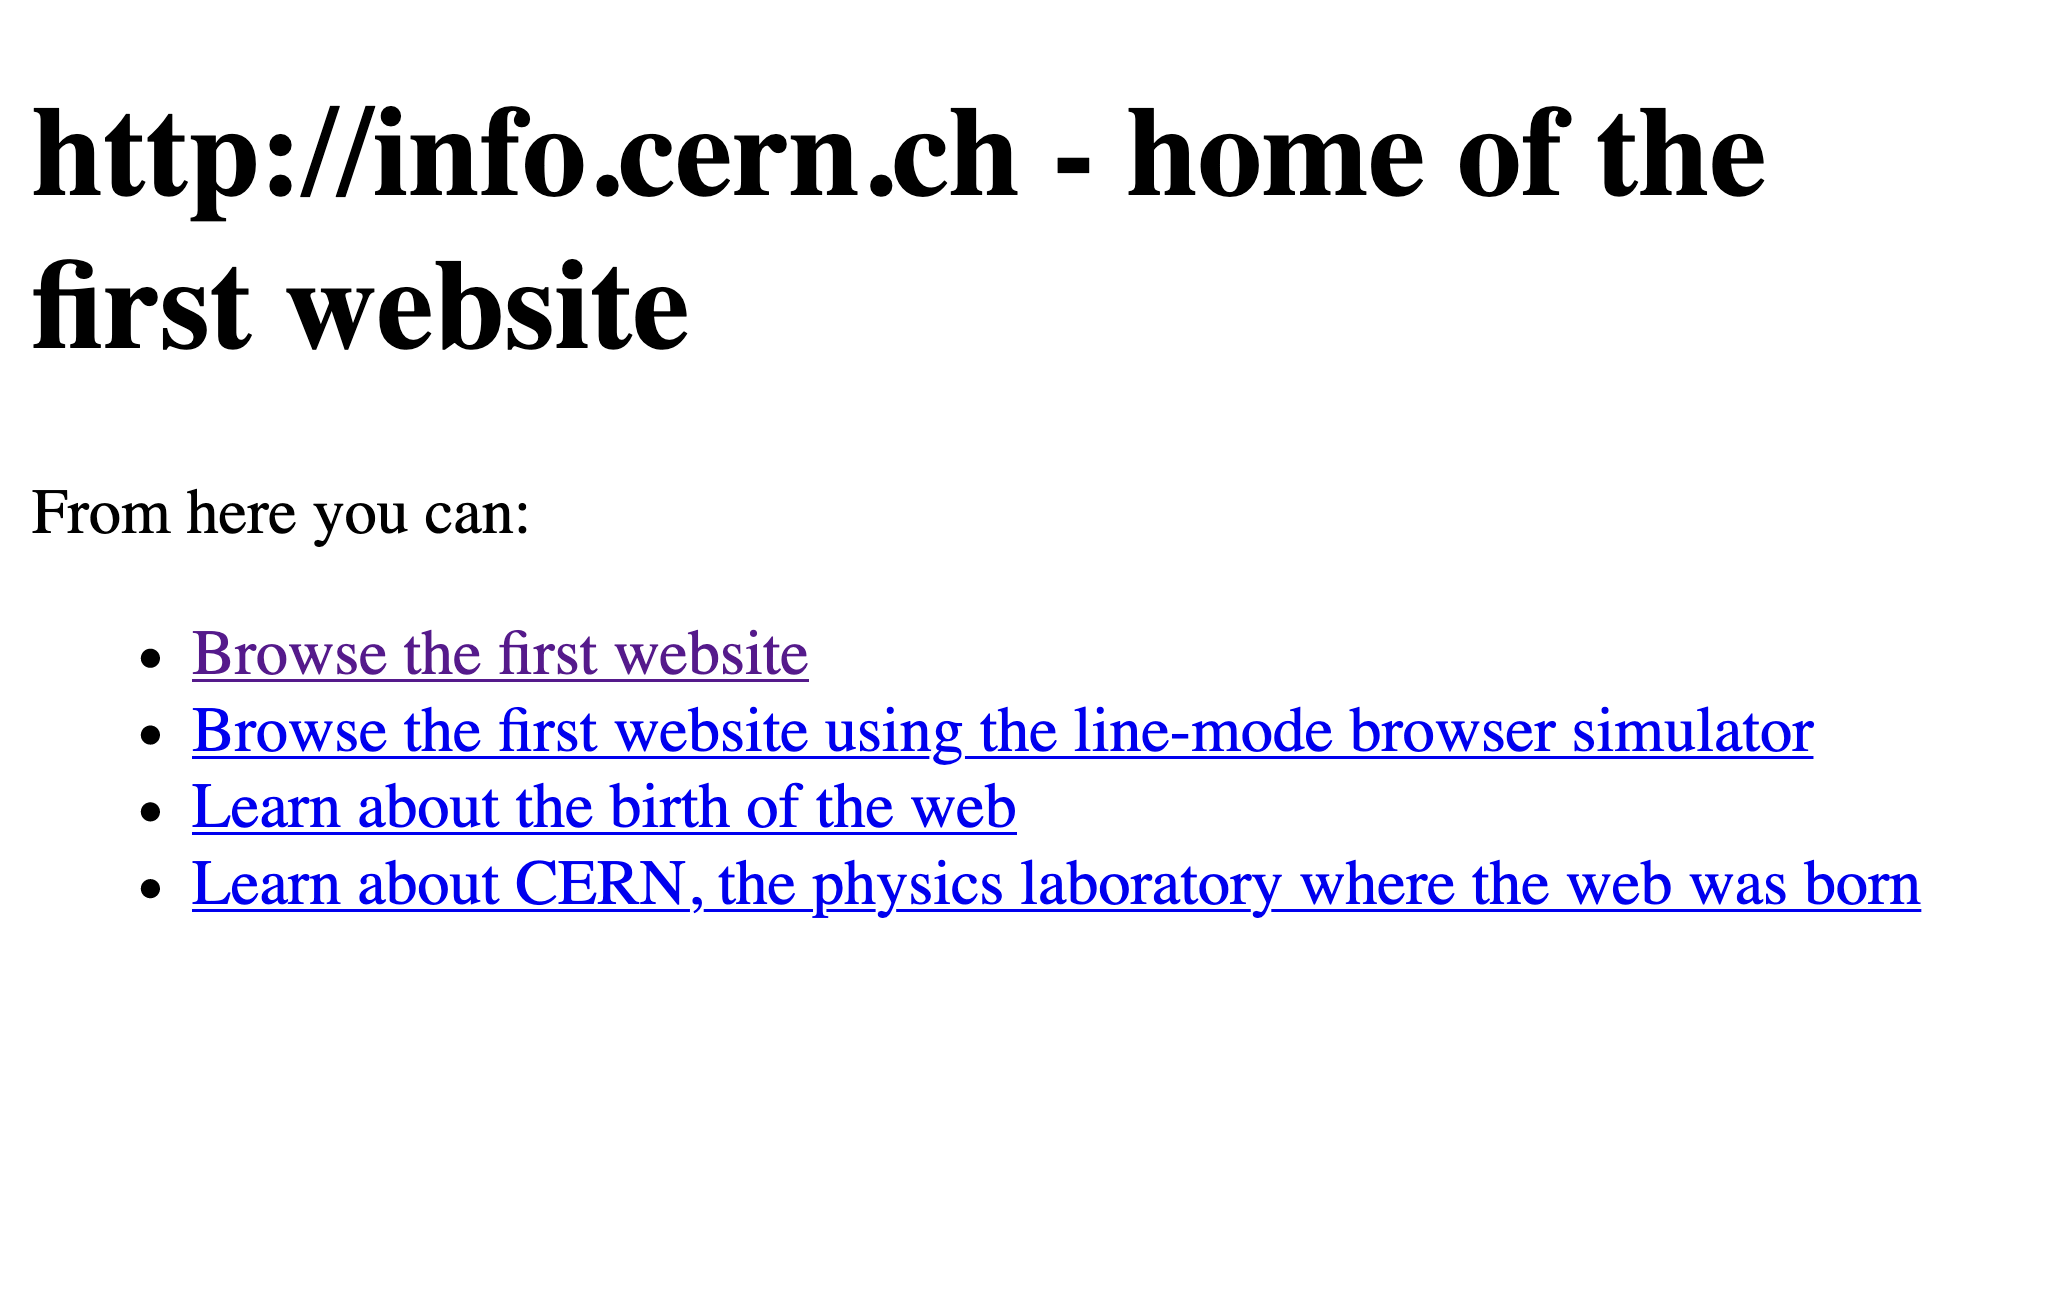 http://info.cern.ch - home of the
first website
From here you can:
• Browse the first website
• Browse the first website using the line-mode browser simulator
• Learn about the birth of the web
• Learn about CERN, the physics laboratory where the web was born